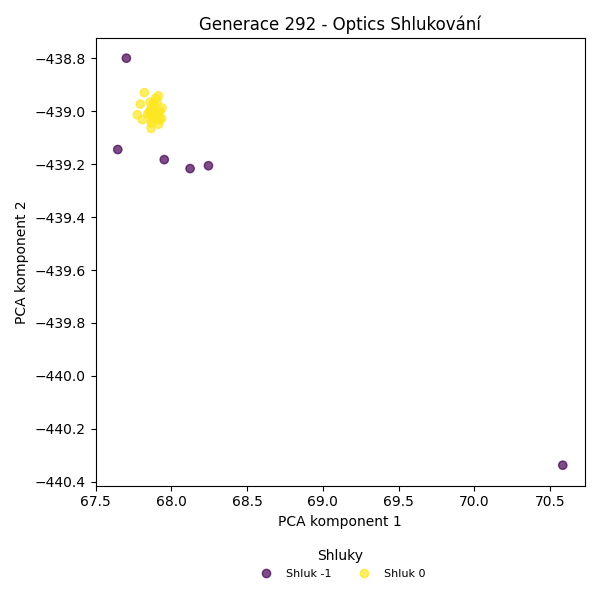 Generace 292 - Optics Shlukování
PCA komponent 2
−438.8
−439.0
−439.2
−439.4
−439.6
−439.8
−440.0
−440.2
−440.4
67.5 68.0 68.5 69.0 69.5 70.0 70.5
PCA komponent 1
Shluky
Shluk -1 Shluk 0